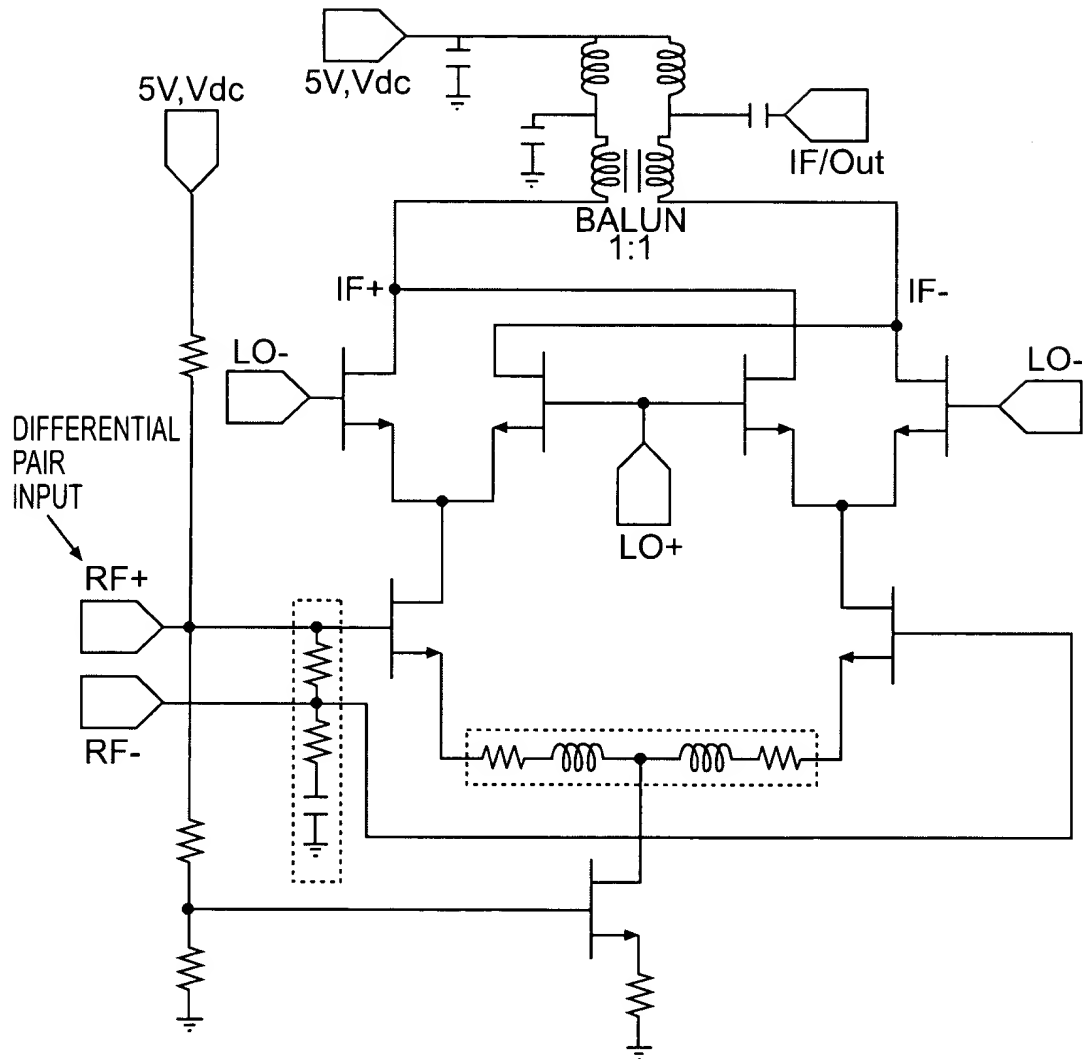 5V,Vdc
5V,Vdc
IF/Out
BALUN
1:1
IF+
IF-
LO-
LO-
DIFFERENTIAL
PAIR
INPUT
LO+
RF+
RF-